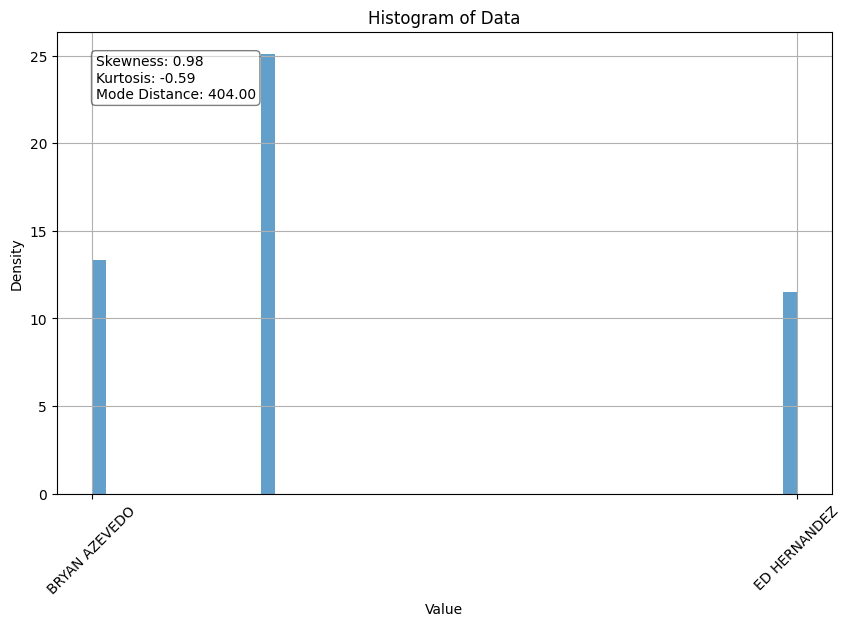 Histogram of Data
Skewness: 0.98
Kurtosis: -0.59
Mode Distance: 404.00
25
20
15
10
5
0
Density
BRYAN AZEVEDO
ED HERNANDEZ
Value